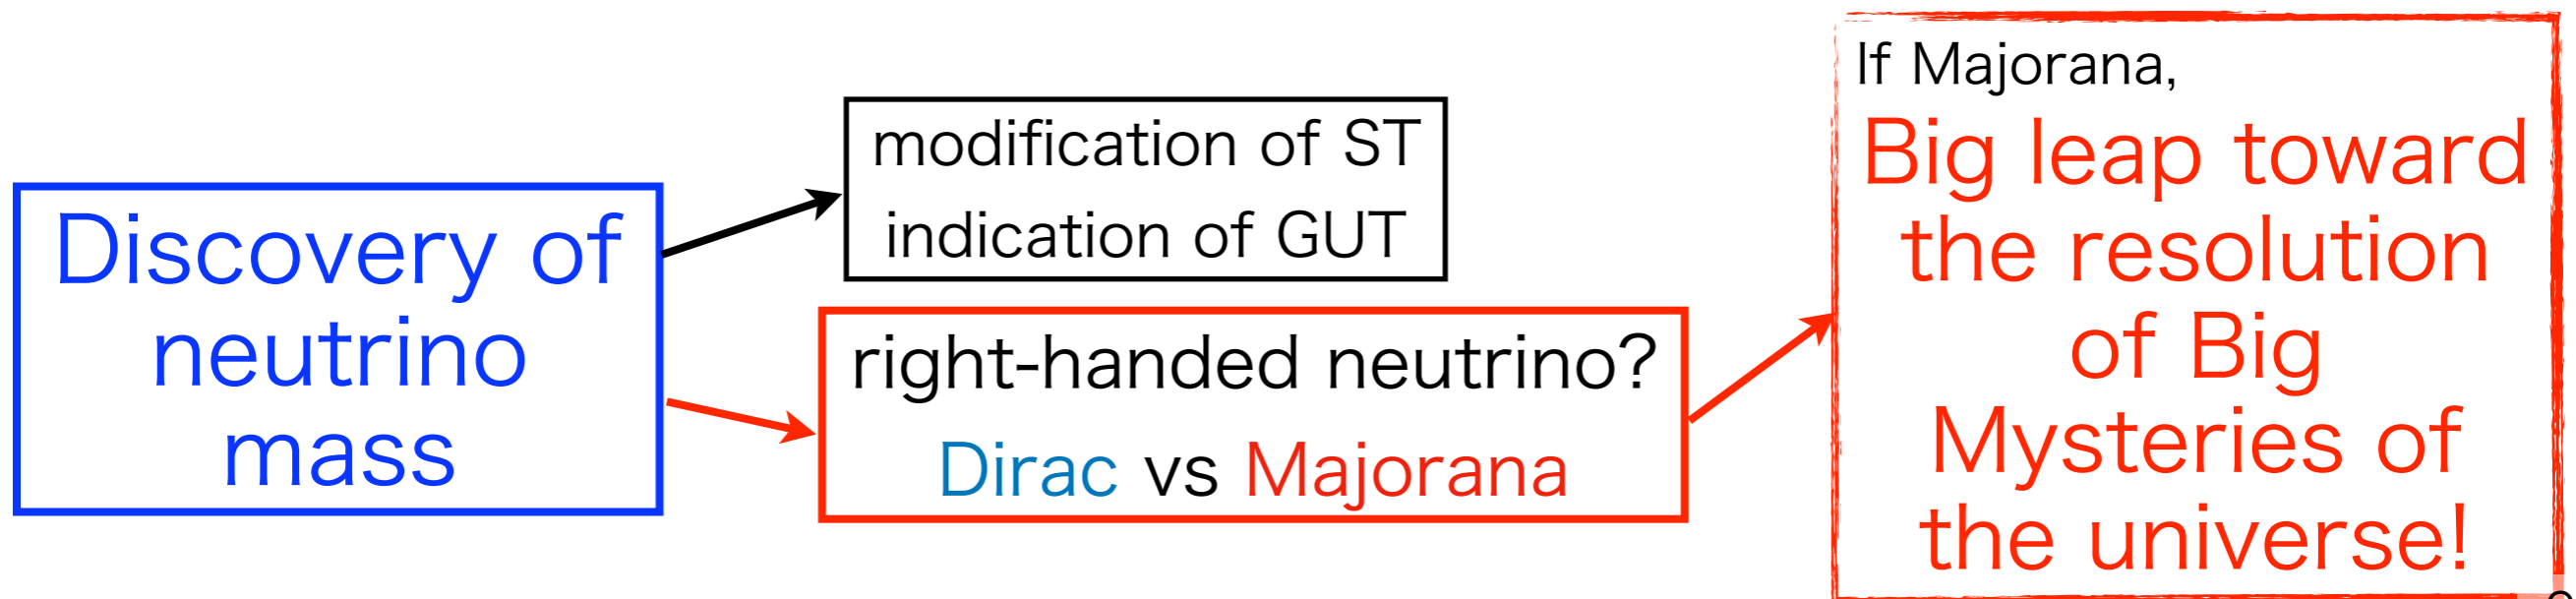 Discovery of
neutrino
mass
modification of ST
indication of GUT
right-handed neutrino?
Dirac vs Majorana
If Majorana,
Big leap toward
the resolution
of Big
Mysteries of
the universe!